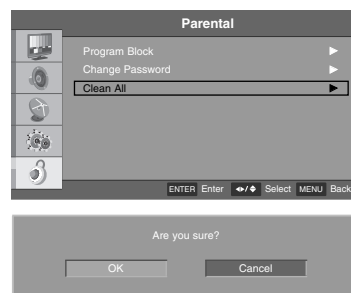 Parental
Program Block
Change Password
Clean All
ENTER Enter Select MENU Back
Are you sure?
OK Cancel